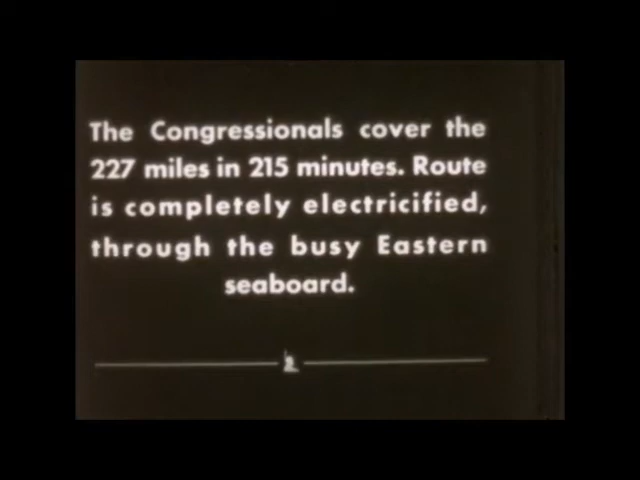 The Congressionals cover the
227 miles in 215 minutes. Route
is completely electricified,
through the busy Eastern
seaboard.